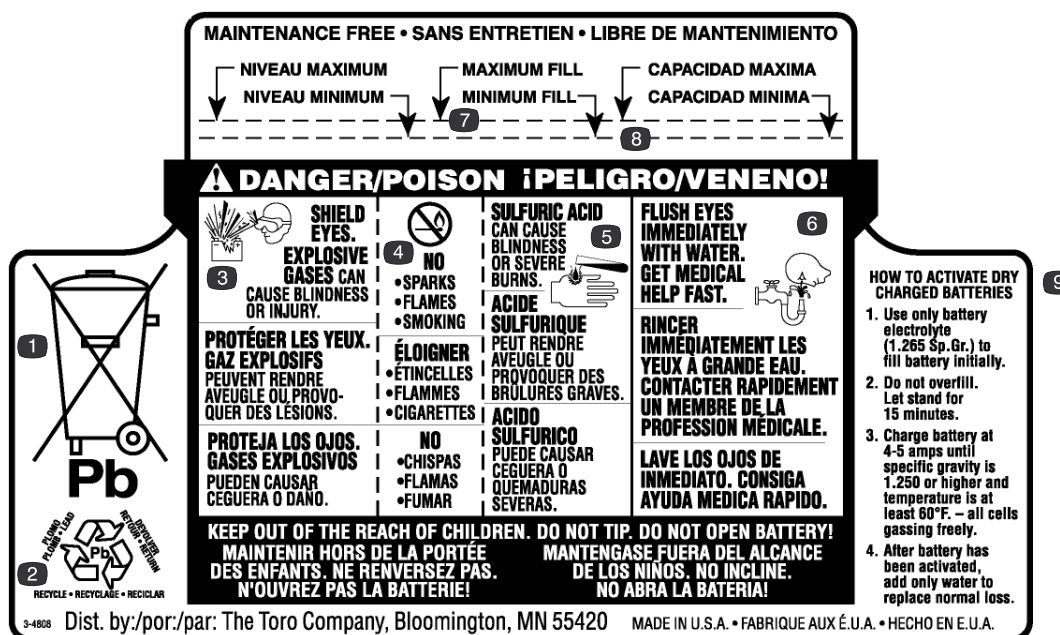 MAINTENANCE FREE • SANS ENTRETIEN • LIBRE DE MANTENIMIENTO
NIVEAU MAXIMUM
MAXIMUM FILL
CAPACIDAD MAXIMA
NIVEAU MINIMUM
MINIMUM FILL
CAPACIDAD MINIMA
7
8
DANGER/POISON ¡PELIGRO/VENENO!
SHIELD
EYES.
EXPLOSIVE
GASES CAN
CAUSE BLINDNESS
OR INJURY.
3
PROTÉGER LES YEUX.
GAZ EXPLOSIFS
PEUVENT RENDRE
AVEUGLE OU PROVO-
QUER DES LÉSIONS.
PROTEJA LOS OJOS.
GASES EXPLOSIVOS
PUEDEN CAUSAR
CEGUERA O DAÑO.
4
NO
•SPARKS
•FLAMES
•SMOKING
ÉLOIGNER
•ÉTINCELLES
•FLAMMES
•CIGARETTES
NO
•CHISPAS
•FLAMAS
•FUMAR
SULFURIC ACID
CAN CAUSE
BLINDNESS
OR SEVERE
BURNS.
5
ACIDE
SULFURIQUE
PEUT RENDRE
AVEUGLE OU
PROVOQUER DES
BRÛLURES GRAVES.
ACIDO
SULFURICO
PUEDE CAUSAR
CEGUERA O
QUEMADURAS
SEVERAS.
FLUSH EYES
IMMEDIATELY
WITH WATER.
GET MEDICAL
HELP FAST.
6
RINCER
IMMÉDIATEMENT LES
YEUX À GRANDE EAU.
CONTACTER RAPIDEMENT
UN MEMBRE DE LA
PROFESSION MÉDICALE.
LAVE LOS OJOS DE
INMEDIATO. CONSIGA
AYUDA MEDICA RAPIDO.
KEEP OUT OF THE REACH OF CHILDREN. DO NOT TIP. DO NOT OPEN BATTERY!
MAINTENIR HORS DE LA PORTÉE
DES ENFANTS. NE RENVERSEZ PAS.
N'OUVREZ PAS LA BATTERIE!
MANTENGASE FUERA DEL ALCANCE
DE LOS NIÑOS. NO INCLINE.
NO ABRA LA BATERIA!
1
Pb
2
PLOMO
PLOMB • LEAD
DEVOLVER
RETOUR • RETURN
Pb
RECYCLE • RECYCLAGE • RECICLAR
9
HOW TO ACTIVATE DRY
CHARGED BATTERIES
1. Use only battery
electrolyte
(1.265 Sp.Gr.) to
fill battery initially.
2. Do not overfill.
Let stand for
15 minutes.
3. Charge battery at
4-5 amps until
specific gravity is
1.250 or higher and
temperature is at
least 60°F. – all cells
gassing freely.
4. After battery has
been activated,
add only water to
replace normal loss.
3-4808 Dist. by:/por:/par: The Toro Company, Bloomington, MN 55420 MADE IN U.S.A. • FABRIQUE AUX É.U.A. • HECHO EN E.U.A.